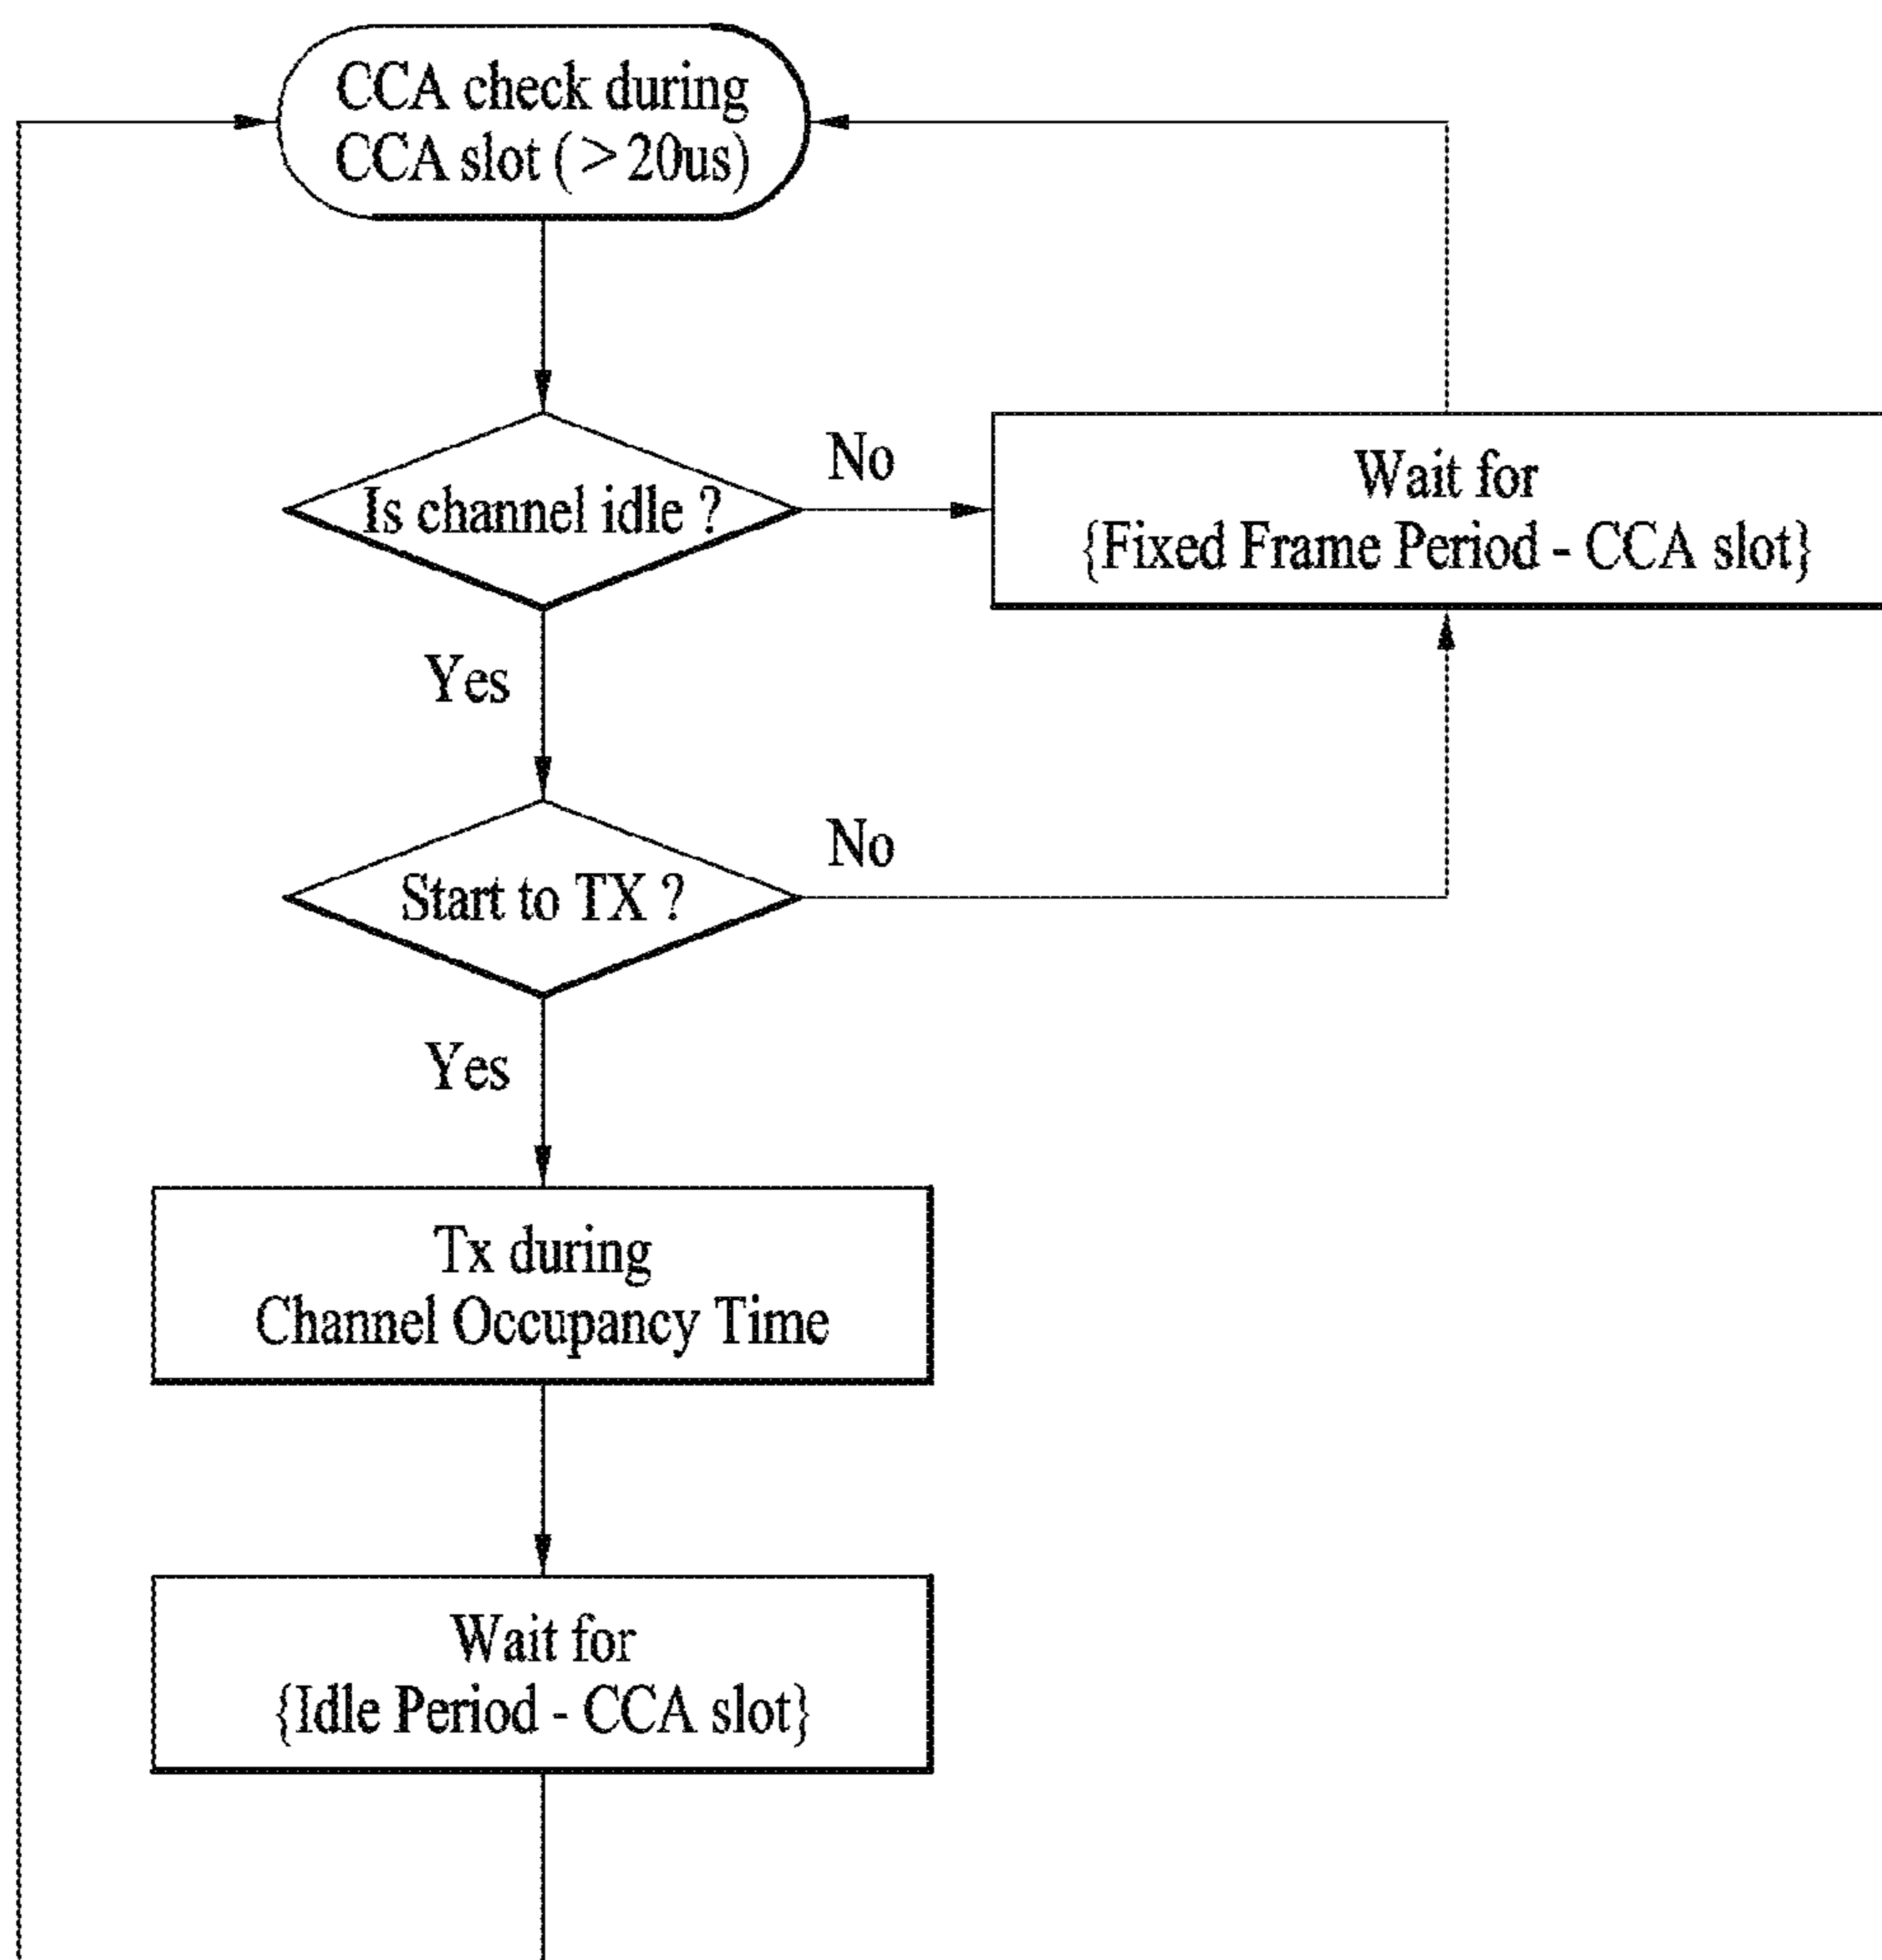 CCA check during
CCA slot (>20us)
Is channel idle ?
No
Wait for
{Fixed Frame Period - CCA slot}
Yes
Start to TX ?
No
Yes
Tx during
Channel Occupancy Time
Wait for
{Idle Period - CCA slot}